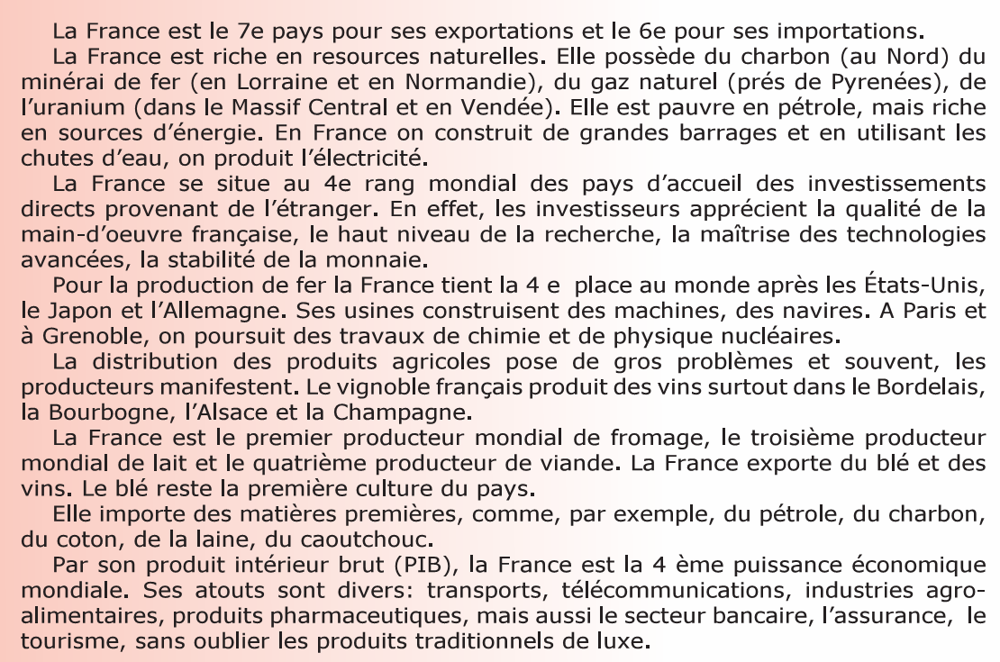 La France est le 7e pays pour ses exportations et le 6e pour ses importations.
La France est riche en resources naturelles. Elle possède du charbon (au Nord) du
minérai de fer (en Lorraine et en Normandie), du gaz naturel (prés de Pyrenées), de
l'uranium (dans le Massif Central et en Vendée). Elle est pauvre en pétrole, mais riche
en sources d'énergie. En France on construit de grandes barrages et en utilisant les
chutes d'eau, on produit l'électricité.
La France se situe au 4e rang mondial des pays d'accueil des investissements
directs provenant de l'étranger. En effet, les investisseurs apprécient la qualité de la
main-d'oeuvre française, le haut niveau de la recherche, la maîtrise des technologies
avancées, la stabilité de la monnaie.
Pour la production de fer la France tient la 4 e place au monde après les États-Unis,
le Japon et l'Allemagne. Ses usines construisent des machines, des navires. A Paris et
à Grenoble, on poursuit des travaux de chimie et de physique nucléaires.
La distribution des produits agricoles pose de gros problèmes et souvent, les
producteurs manifestent. Le vignoble français produit des vins surtout dans le Bordelais,
la Bourbogne, l'Alsace et la Champagne.
La France est le premier producteur mondial de fromage, le troisième producteur
mondial de lait et le quatrième producteur de viande. La France exporte du blé et des
vins. Le blé reste la première culture du pays.
Elle importe des matières premières, comme, par exemple, du pétrole, du charbon,
du coton, de la laine, du caoutchouc.
Par son produit intérieur brut (PIB), la France est la 4 ème puissance économique
mondiale. Ses atouts sont divers: transports, télécommunications, industries agro-
alimentaires, produits pharmaceutiques, mais aussi le secteur bancaire, l'assurance, le
tourisme, sans oublier les produits traditionnels de luxe.